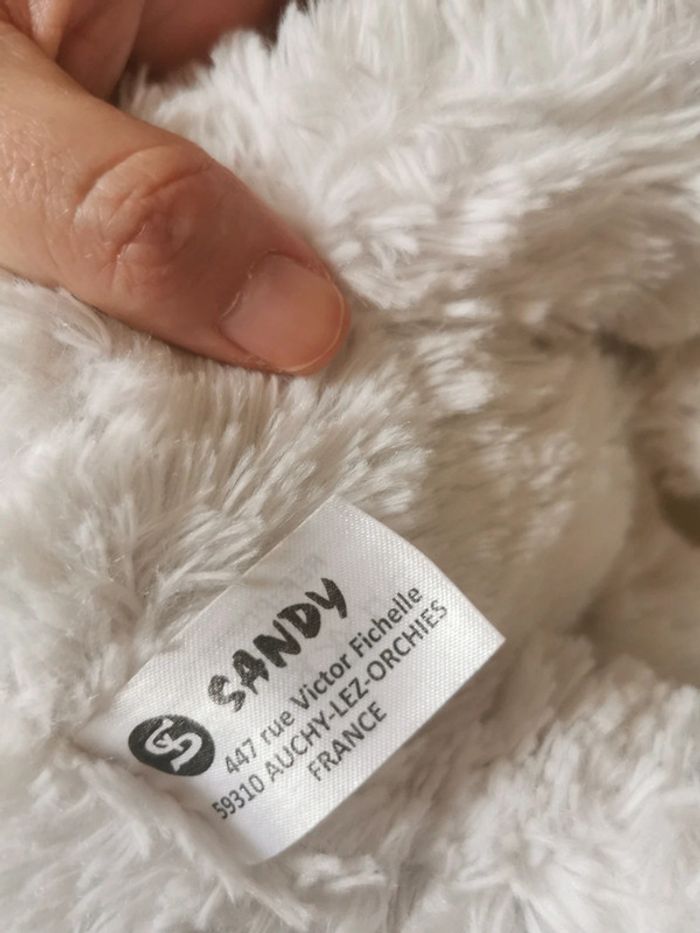 SANDY
447 rue Victor Fichelle
59310 AUCHY-LEZ-ORCHIES
FRANCE